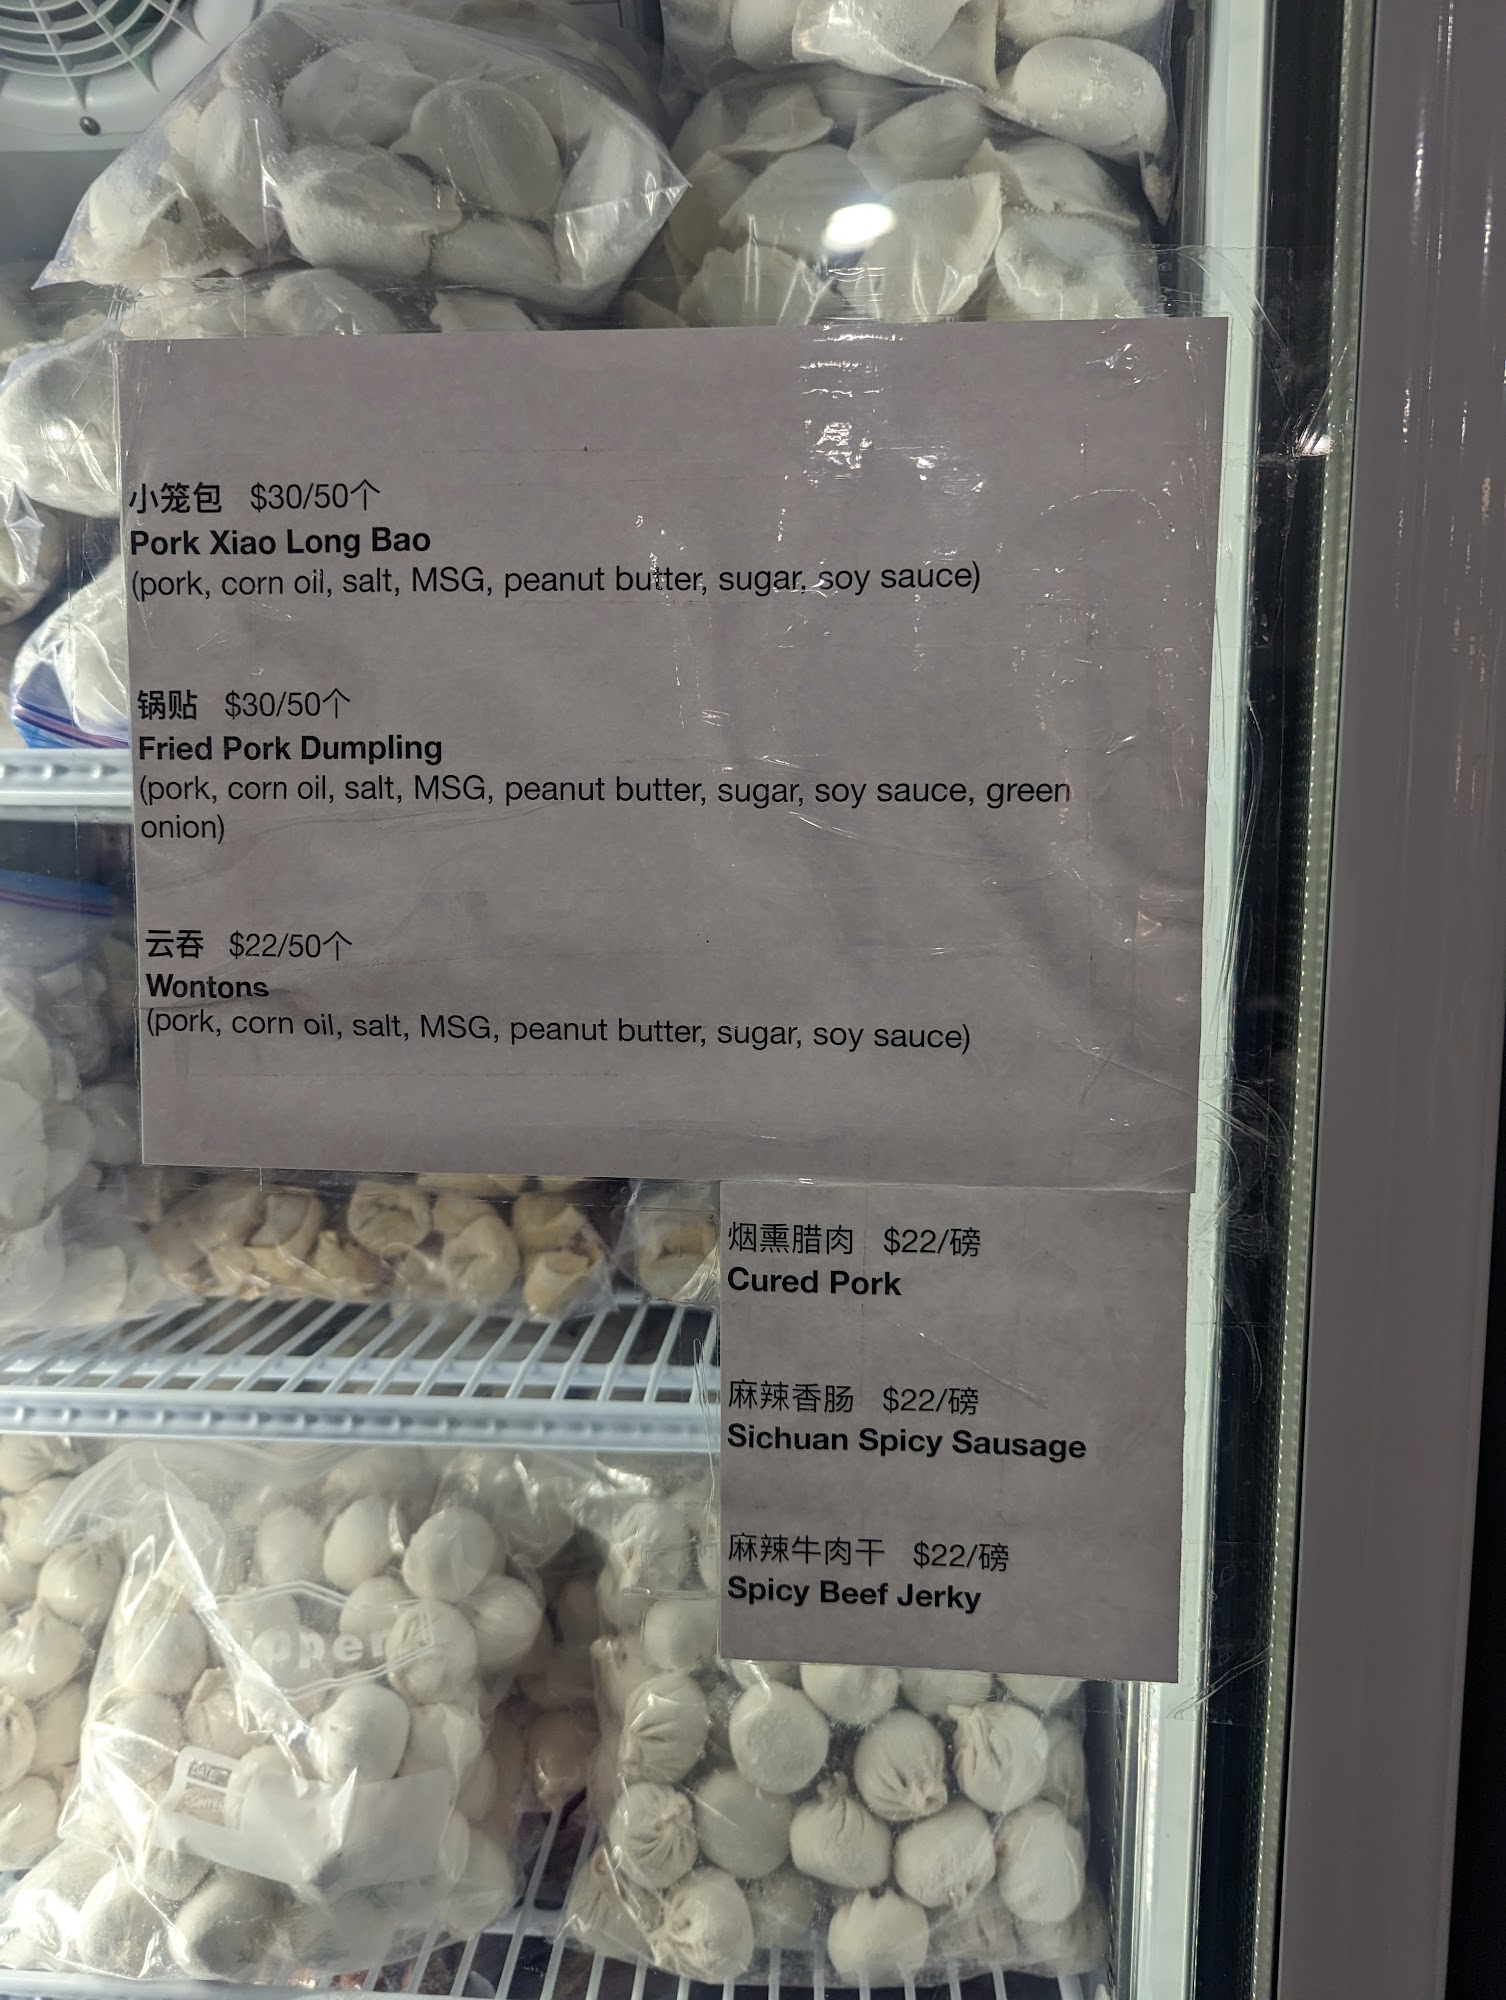 小笼包 $30/50个
Pork Xiao Long Bao
(pork, corn oil, salt, MSG, peanut butter, sugar, soy sauce)
锅贴 $30/50个
Fried Pork Dumpling
(pork, corn oil, salt, MSG, peanut butter, sugar, soy sauce, green
onion)
云吞 $22/50个
Wontons
(pork, corn oil, salt, MSG, peanut butter, sugar, soy sauce)
烟熏腊肉 $22/磅
Cured Pork
麻辣香肠 $22/磅
Sichuan Spicy Sausage
麻辣牛肉干 $22/磅
Spicy Beef Jerky
DATE: